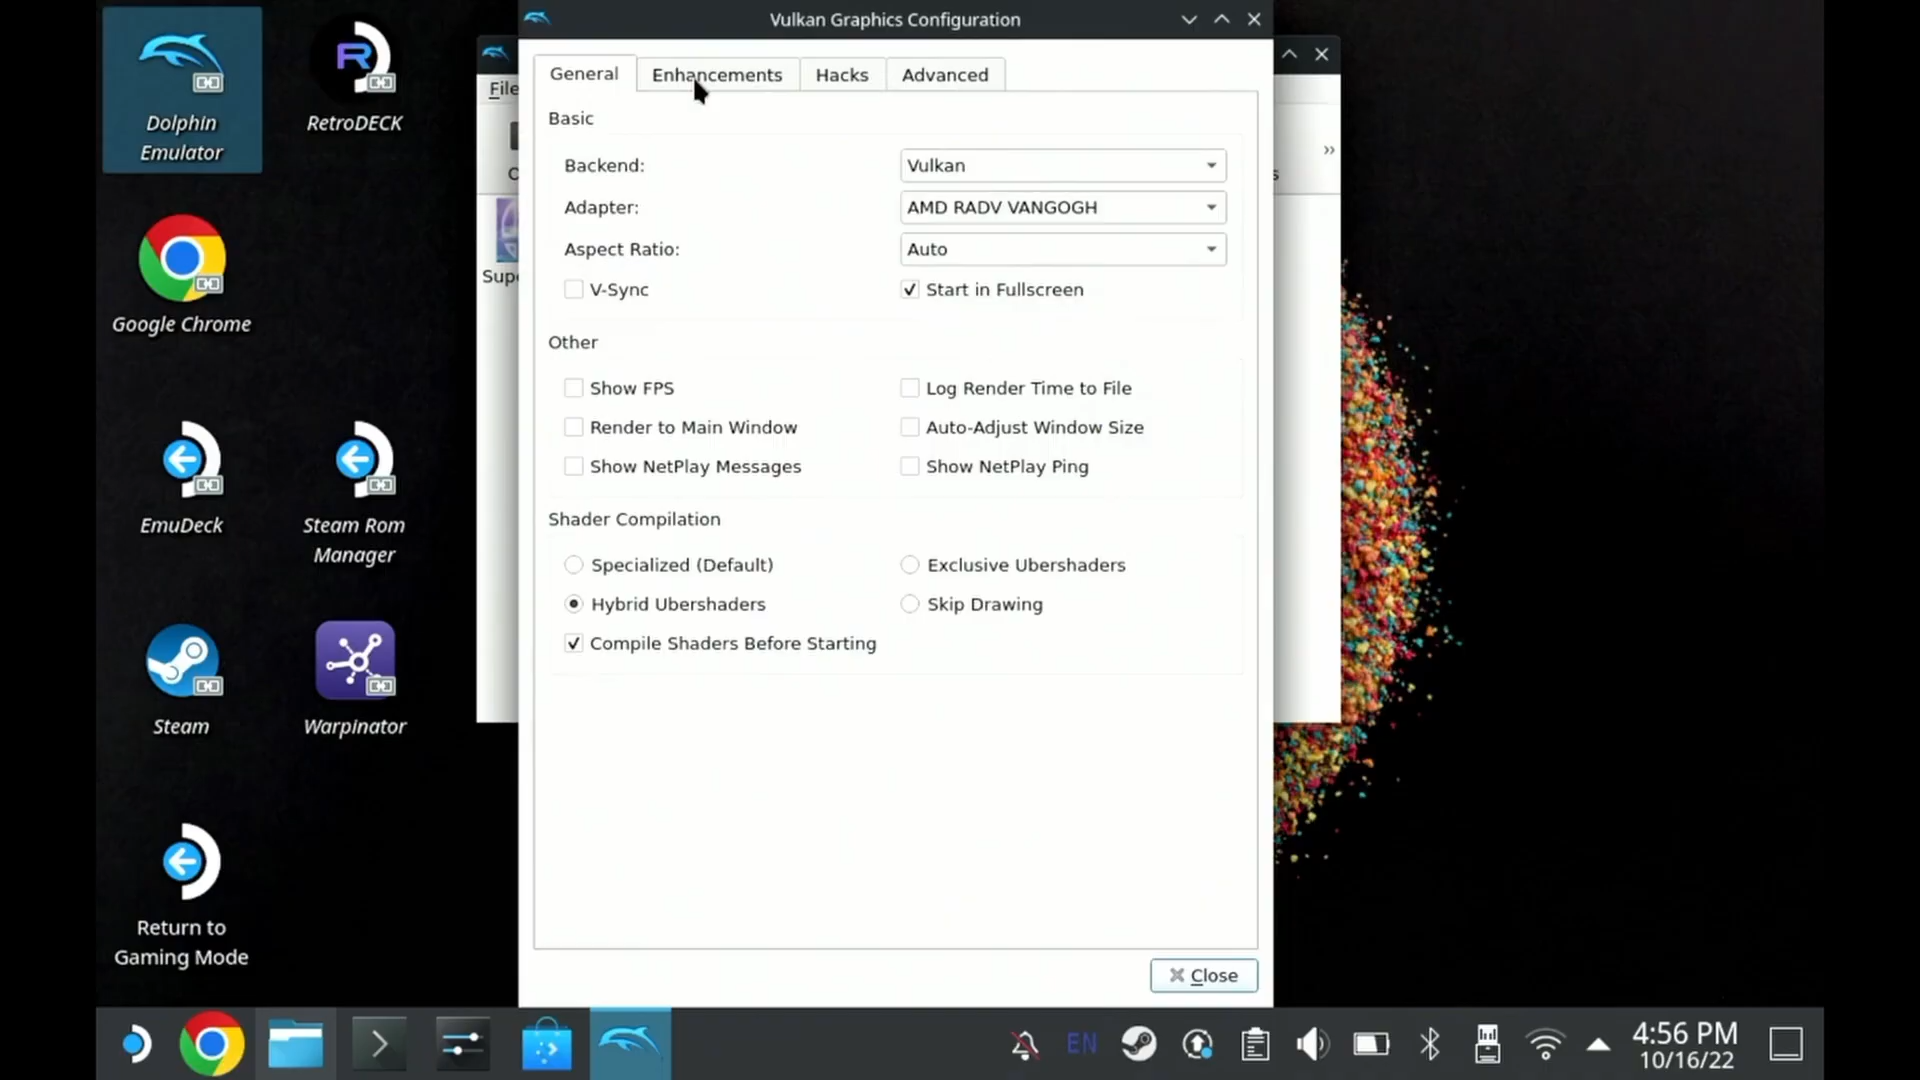 Vulkan Graphics Configuration
General
Enhancements
Hacks
Advanced
Basic
Backend:
Vulkan
Adapter:
AMD RADV VANGOGH
Aspect Ratio:
Auto
V-Sync
Start in Fullscreen
Other
Show FPS
Log Render Time to File
Render to Main Window
Auto-Adjust Window Size
Show NetPlay Messages
Show NetPlay Ping
Shader Compilation
Specialized (Default)
Exclusive Ubershaders
Hybrid Ubershaders
Skip Drawing
Compile Shaders Before Starting
Close
File
Supe
Dolphin
Emulator
RetroDECK
Google Chrome
EmuDeck
Steam Rom
Manager
Steam
Warpinator
Return to
Gaming Mode
EN
4:56 PM
10/16/22